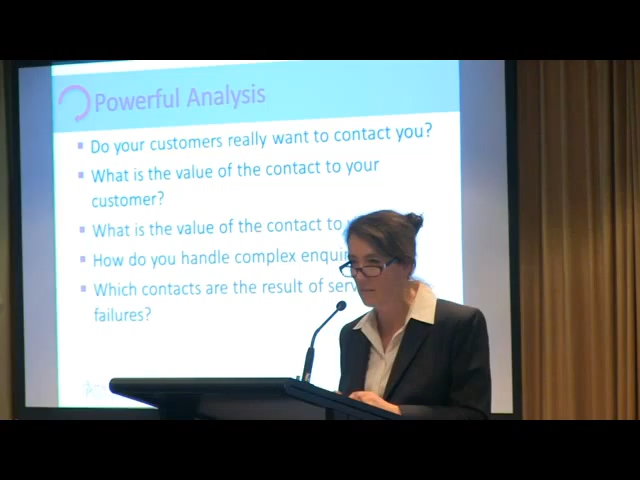 Powerful Analysis
Do your customers really want to contact you?
What is the value of the contact to your
customer?
What is the value of the contact to
How do you handle complex
Which contacts are the result of
failures?